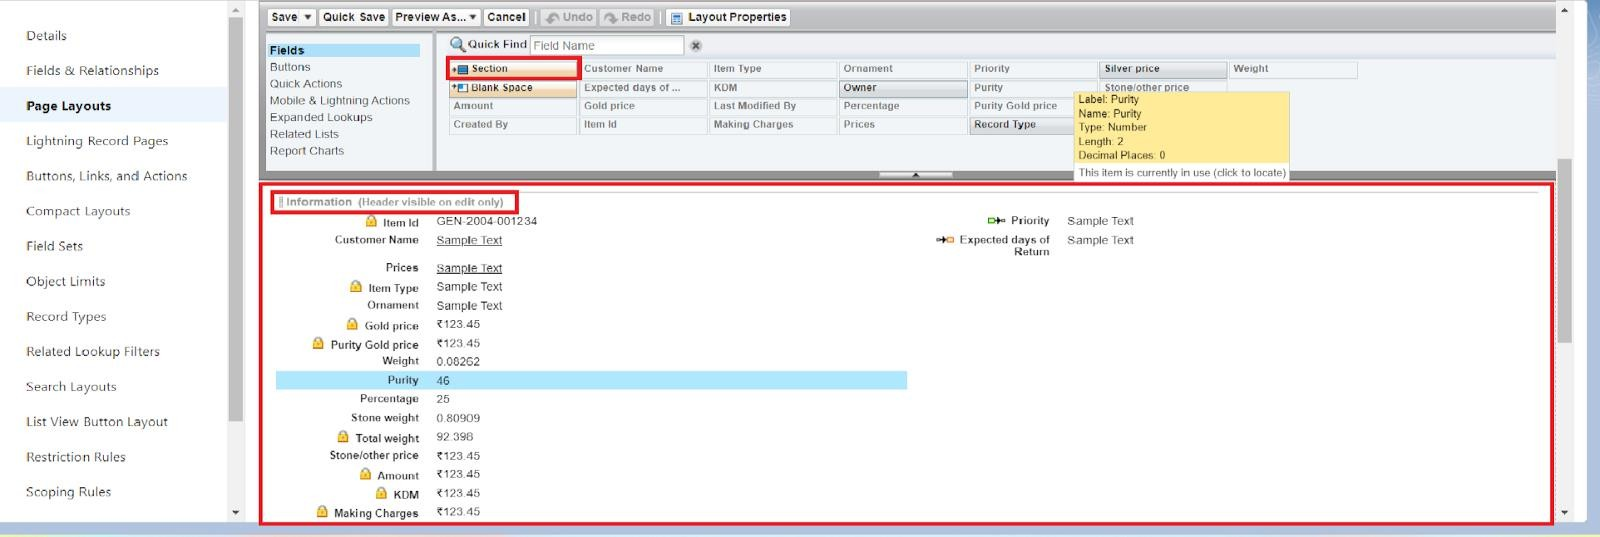 Save Quick Save Preview As... Cancel Undo Redo Layout Properties
Details
Fields & Relationships
Page Layouts
Lightning Record Pages
Buttons, Links, and Actions
Compact Layouts
Field Sets
Object Limits
Record Types
Related Lookup Filters
Search Layouts
List View Button Layout
Restriction Rules
Scoping Rules
Fields
Buttons
Quick Actions
Mobile & Lightning Actions
Expanded Lookups
Related Lists
Report Charts
Quick Find Field Name
Section Customer Name Item Type Ornament Priority Silver price Weight
Blank Space Expected days of ... KDM Owner Purity Stone/other price
Amount Gold price Last Modified By Percentage Purity Gold price
Created By Item Id Making Charges Prices Record Type
Label: Purity
Name: Purity
Type: Number
Length: 2
Decimal Places: 0
This item is currently in use (click to locate)
Information (Header visible on edit only)
Item Id GEN-2004-001234 Priority Sample Text
Customer Name Sample Text Expected days of Sample Text
Return
Prices Sample Text
Item Type Sample Text
Ornament Sample Text
Gold price ₹123.45
Purity Gold price ₹123.45
Weight 0.08262
Purity 46
Percentage 25
Stone weight 0.80909
Total weight 92.398
Stone/other price ₹123.45
Amount ₹123.45
KDM ₹123.45
Making Charges ₹123.45